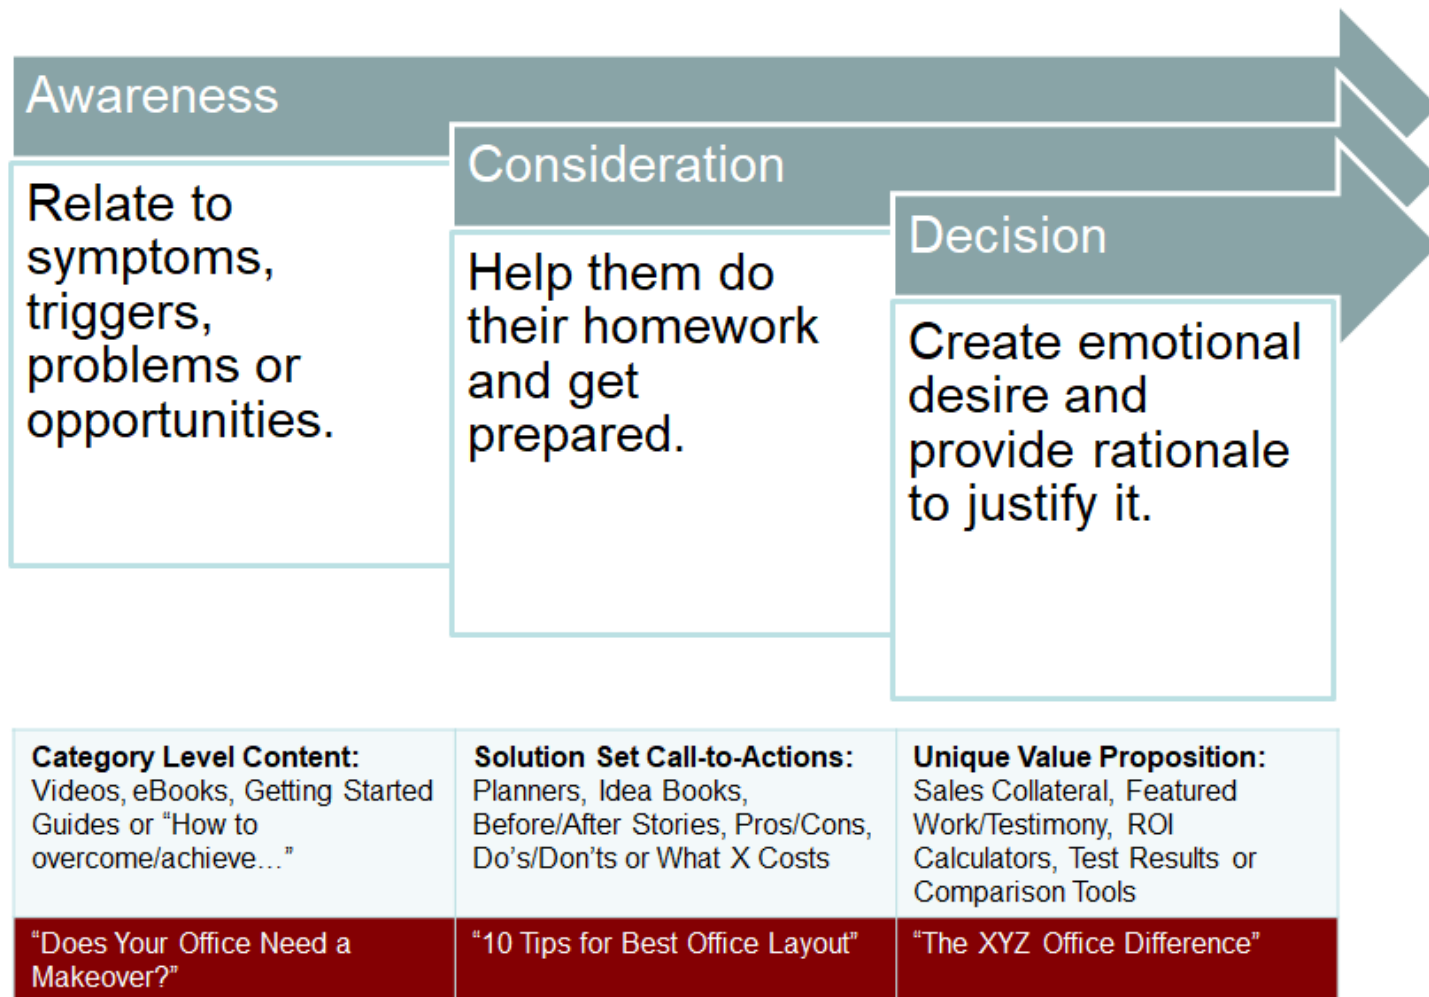 Awareness
Relate to
symptoms,
triggers,
problems or
opportunities.
Consideration
Help them do
their homework
and get
prepared.
Decision
Create emotional
desire and
provide rationale
to justify it.
Category Level Content:
Videos, eBooks, Getting Started
Guides or “How to
overcome/achieve…”
Solution Set Call-to-Actions:
Planners, Idea Books,
Before/After Stories, Pros/Cons,
Do’s/Don’ts or What X Costs
Unique Value Proposition:
Sales Collateral, Featured
Work/Testimony, ROI
Calculators, Test Results or
Comparison Tools
“Does Your Office Need a
Makeover?”
“10 Tips for Best Office Layout”
“The XYZ Office Difference”